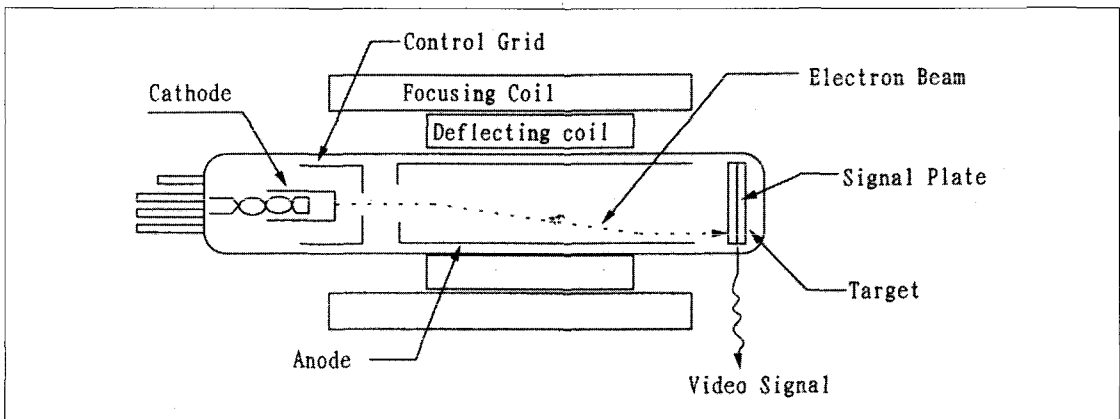 Control Grid
Electron Beam
Cathode
Focusing Coil
Deflecting coil
Signal Plate
Target
Anode
Video Signal